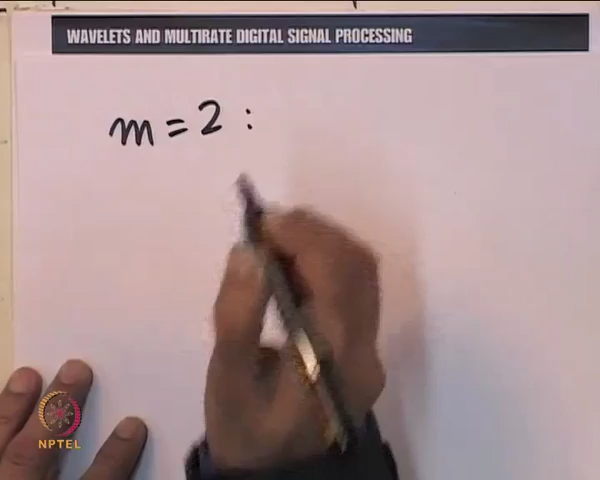 WAVELETS AND MULTIRATE DIGITAL SIGNAL PROCESSING
m = 2 :
NPTEL